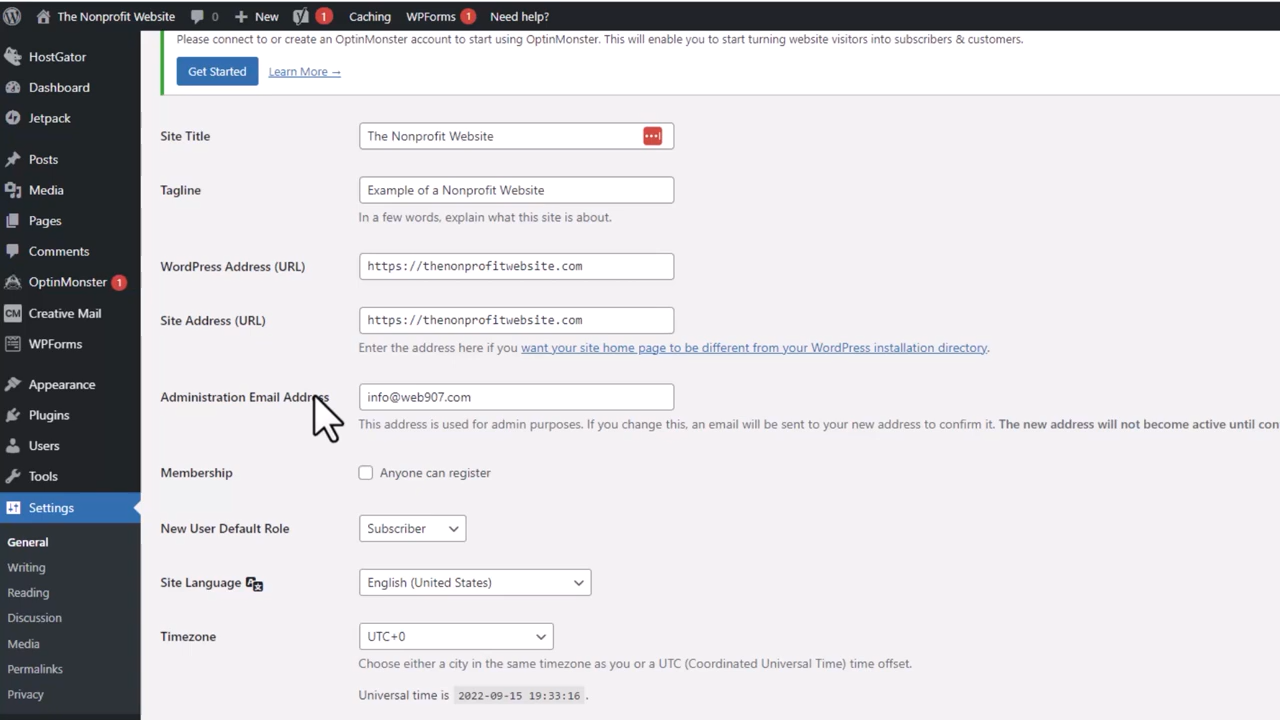 The Nonprofit Website 0 New 1 Caching WPForms 1 Need help?
HostGator
Dashboard
Jetpack
Posts
Media
Pages
Comments
OptinMonster 1
CM Creative Mail
WPForms
Appearance
Plugins
Users
Tools
Settings
General
Writing
Reading
Discussion
Media
Permalinks
Privacy
Please connect to or create an OptinMonster account to start using OptinMonster. This will enable you to start turning website visitors into subscribers & customers.
Get Started Learn More →
Site Title The Nonprofit Website
Tagline Example of a Nonprofit Website
In a few words, explain what this site is about.
WordPress Address (URL) https://thenonprofitwebsite.com
Site Address (URL) https://thenonprofitwebsite.com
Enter the address here if you want your site home page to be different from your WordPress installation directory.
Administration Email Address info@web907.com
This address is used for admin purposes. If you change this, an email will be sent to your new address to confirm it. The new address will not become active until con
Membership Anyone can register
New User Default Role Subscriber
Site Language English (United States)
Timezone UTC+0
Choose either a city in the same timezone as you or a UTC (Coordinated Universal Time) time offset.
Universal time is 2022-09-15 19:33:16 .